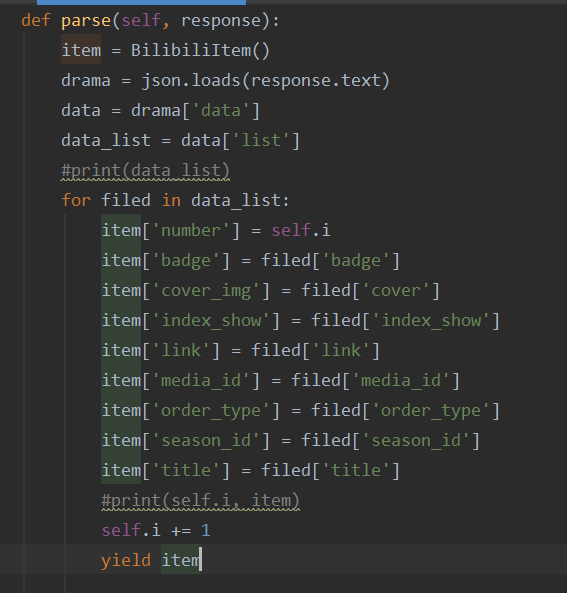 def parse(self, response):
item = BilibiliItem()
drama = json.loads(response.text)
data = drama['data']
data_list = data['list']
#print(data_list)
for filed in data_list:
item['number'] = self.i
item['badge'] = filed['badge']
item['cover_img'] = filed['cover']
item['index_show'] = filed['index_show']
item['link'] = filed['link']
item['media_id'] = filed['media_id']
item['order_type'] = filed['order_type']
item['season_id'] = filed['season_id']
item['title'] = filed['title']
#print(self.i, item)
self.i += 1
yield item